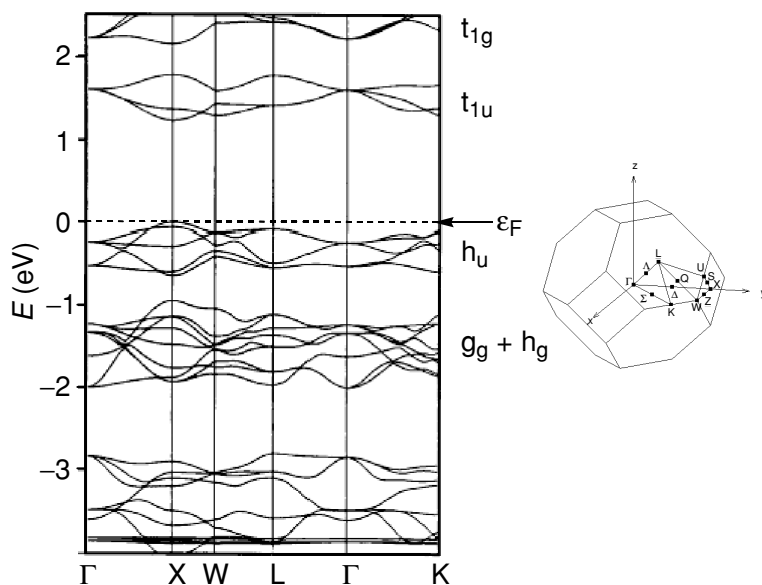 E (eV)
2
1
0
−1
−2
−3
Γ X W L Γ K
t1g
t1u
εF
hu
gg + hg
z
L
Λ
Γ
U
S
X
Q
Δ
Σ
Z
W
K
x
y